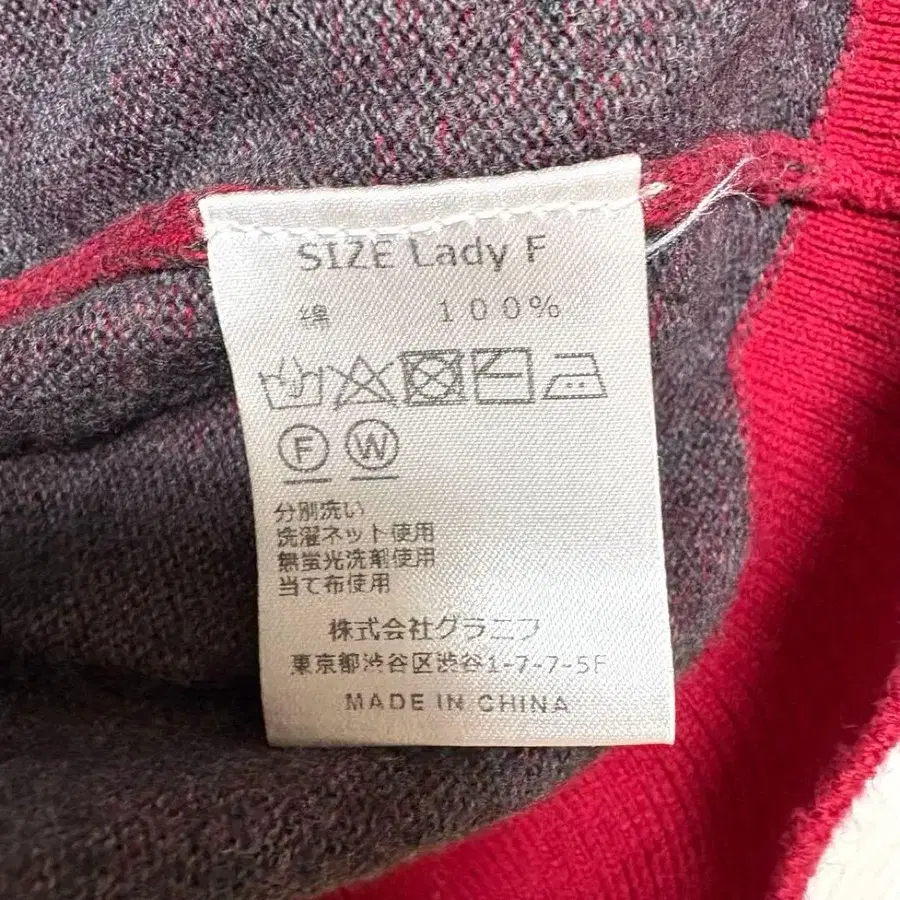 SIZE Lady F
綿 100%
F W
分別洗い
洗濯ネット使用
無蛍光洗剤使用
当て布使用
株式会社グラニフ
東京都渋谷区渋谷1-7-7-5F
MADE IN CHINA